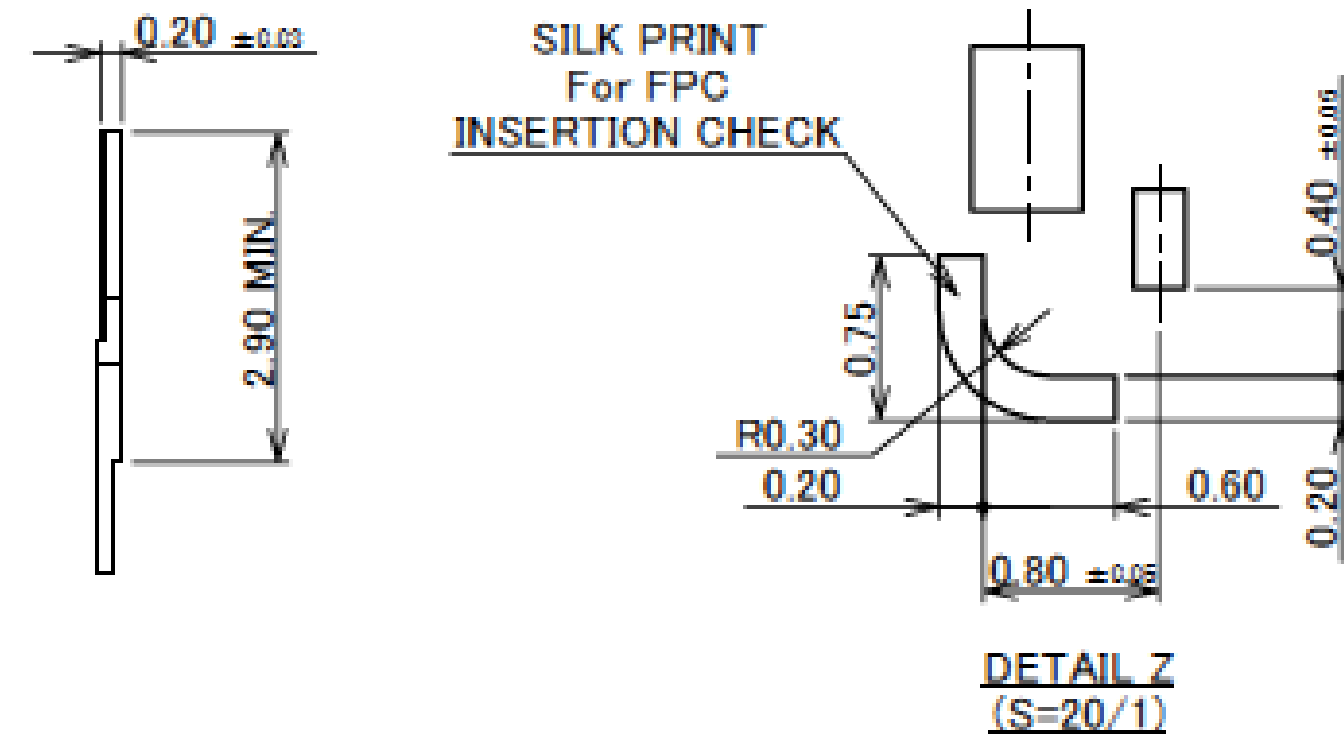 0.20 ±0.03
2.90 MIN.
SILK PRINT
For FPC
INSERTION CHECK
0.75
R0.30
0.20
0.60
0.80 ±0.05
0.40 ±0.05
0.20
DETAIL Z
(S=20/1)